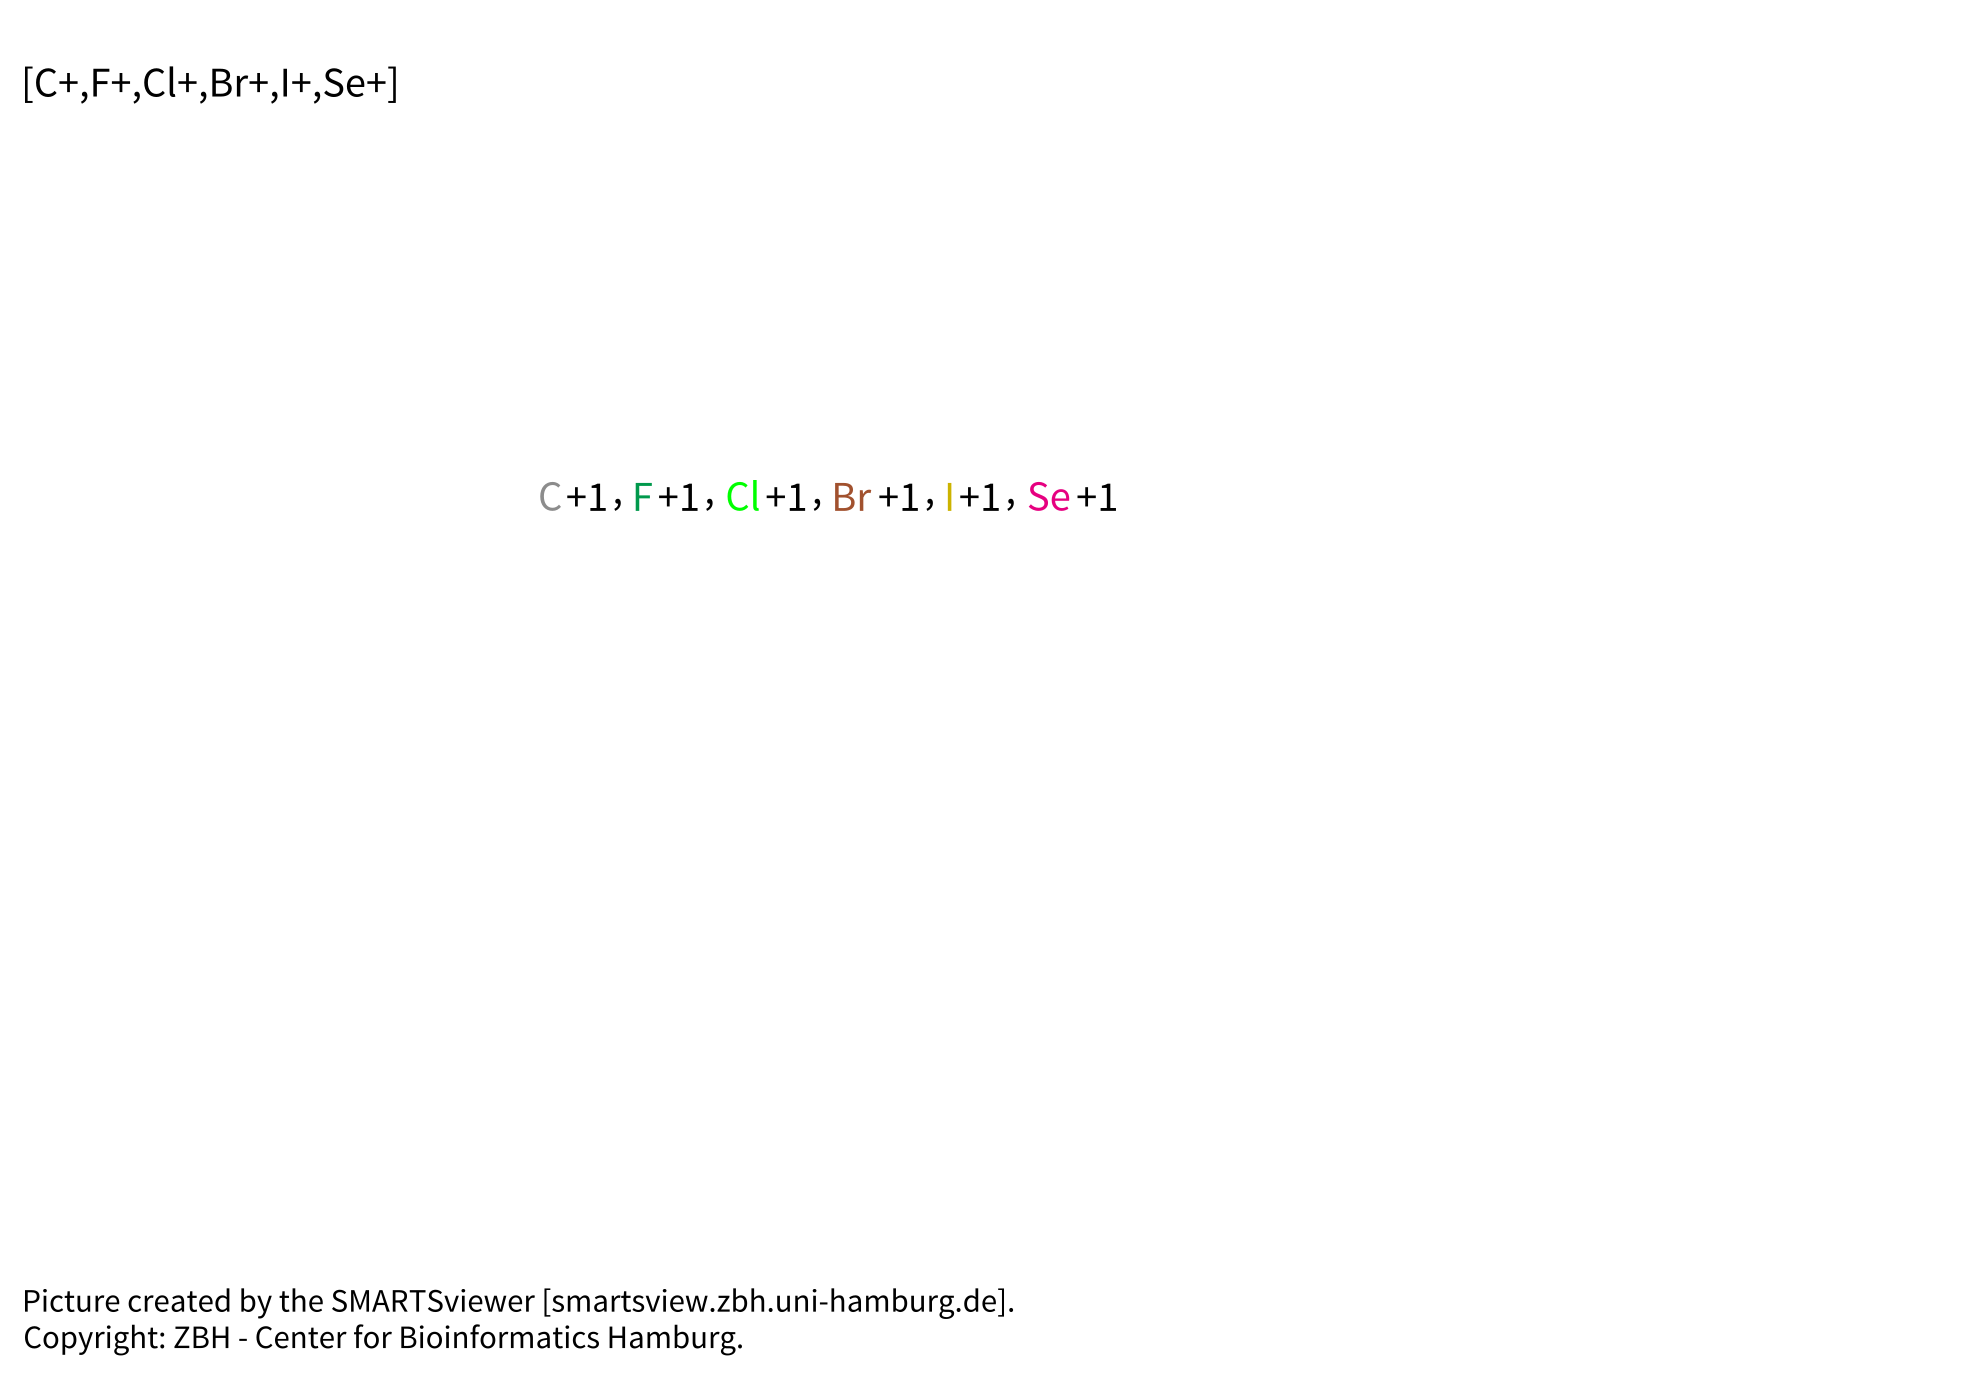 [C+,F+,Cl+,Br+,I+,Se+]
C+1, F+1, Cl+1, Br+1, I+1, Se+1
Picture created by the SMARTSviewer [smartsview.zbh.uni-hamburg.de].
Copyright: ZBH - Center for Bioinformatics Hamburg.